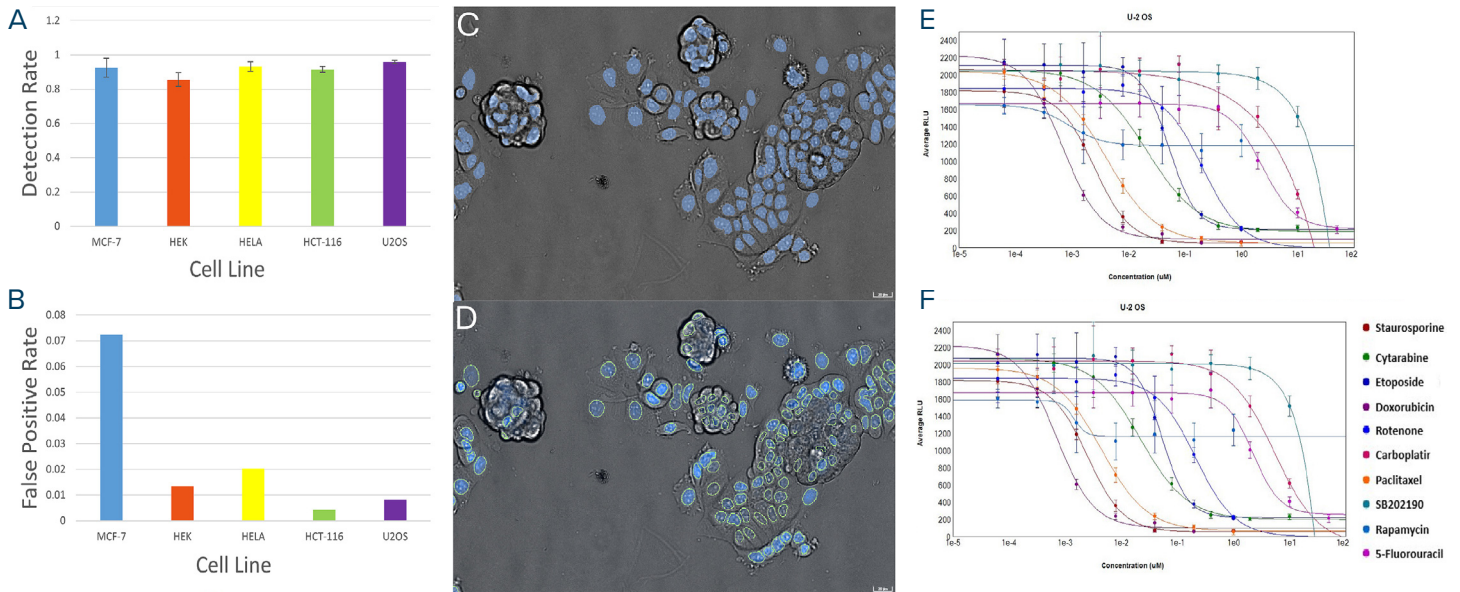 A
1.2
1
0.8
0.6
0.4
0.2
0
Detection Rate
MCF-7 HEK HELA HCT-116 U2OS
Cell Line
B
0.08
0.07
0.06
0.05
0.04
0.03
0.02
0.01
0
False Positive Rate
MCF-7 HEK HELA HCT-116 U2OS
Cell Line
C
D
E
U-2 OS
2400
2200
2000
1800
1600
1400
1200
1000
800
600
400
200
0
Average RLU
1e-5 1e-4 1e-3 1e-2 1e-1 1e0 1e1 1e2
Concentration (uM)
F
U-2 OS
2400
2200
2000
1800
1600
1400
1200
1000
800
600
400
200
0
Average RLU
1e-5 1e-4 1e-3 1e-2 1e-1 1e0 1e1 1e2
Concentration (uM)
Staurosporine
Cytarabine
Etoposide
Doxorubicin
Rotenone
Carboplatir
Paclitaxel
SB202190
Rapamycin
5-Fluorouracil